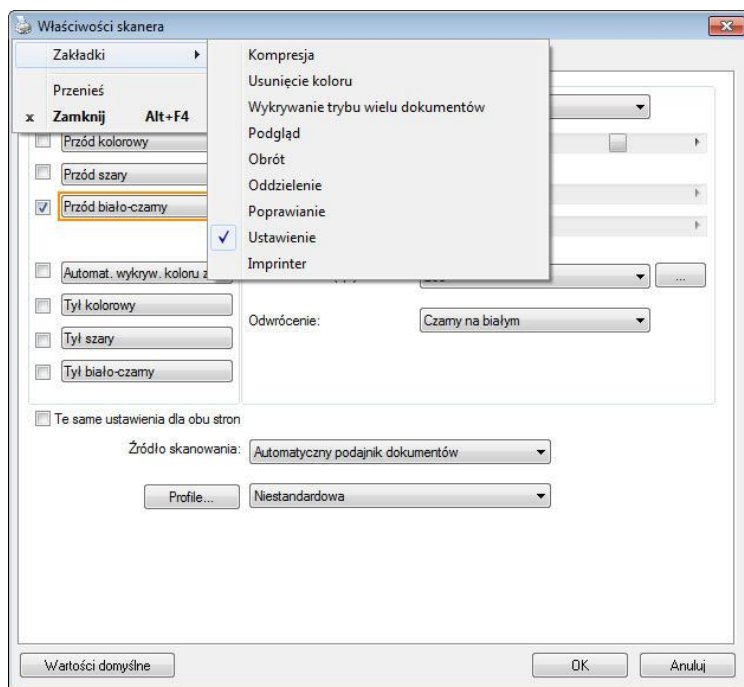 Właściwości skanera
Zakładki
Przenieś
x Zamknij Alt+F4
Kompresja
Usunięcie koloru
Wykrywanie trybu wielu dokumentów
Podgląd
Obrót
Oddzielenie
Poprawianie
Ustawienie
Imprinter
Przód kolorowy
Przód szary
Przód biało-czarny
Automat. wykryw. koloru z
Tył kolorowy
Tył szary
Tył biało-czarny
...
Odwrócenie: Czarny na białym
Te same ustawienia dla obu stron
Źródło skanowania: Automatyczny podajnik dokumentów
Profile... Niestandardowa
Wartości domyślne OK Anuluj